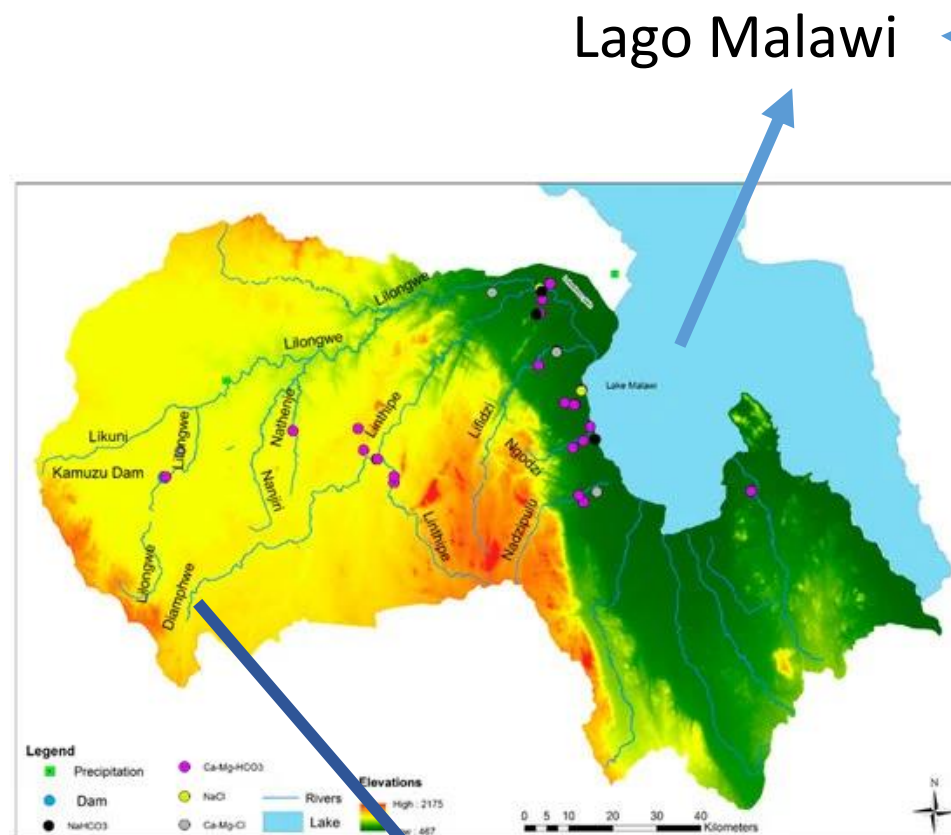 Lago Malawi
Lilongwe
Lilongwe
Lake Malawi
Nathenje
Linthipe
Lifidzi
Likuni
Lilongwe
Ngodzi
Kamuzu Dam
Nanjiri
Linthipe
Nadzipulu
Lilongwe
Diamphwe
Legend
Precipitation
Ca-Mg-HCO3
Elevations
Dam
NaCl
Rivers
High : 2175
NaHCO3
Ca-Mg-Cl
Lake
467
N
0 5 10 20 30 40
Kilometers